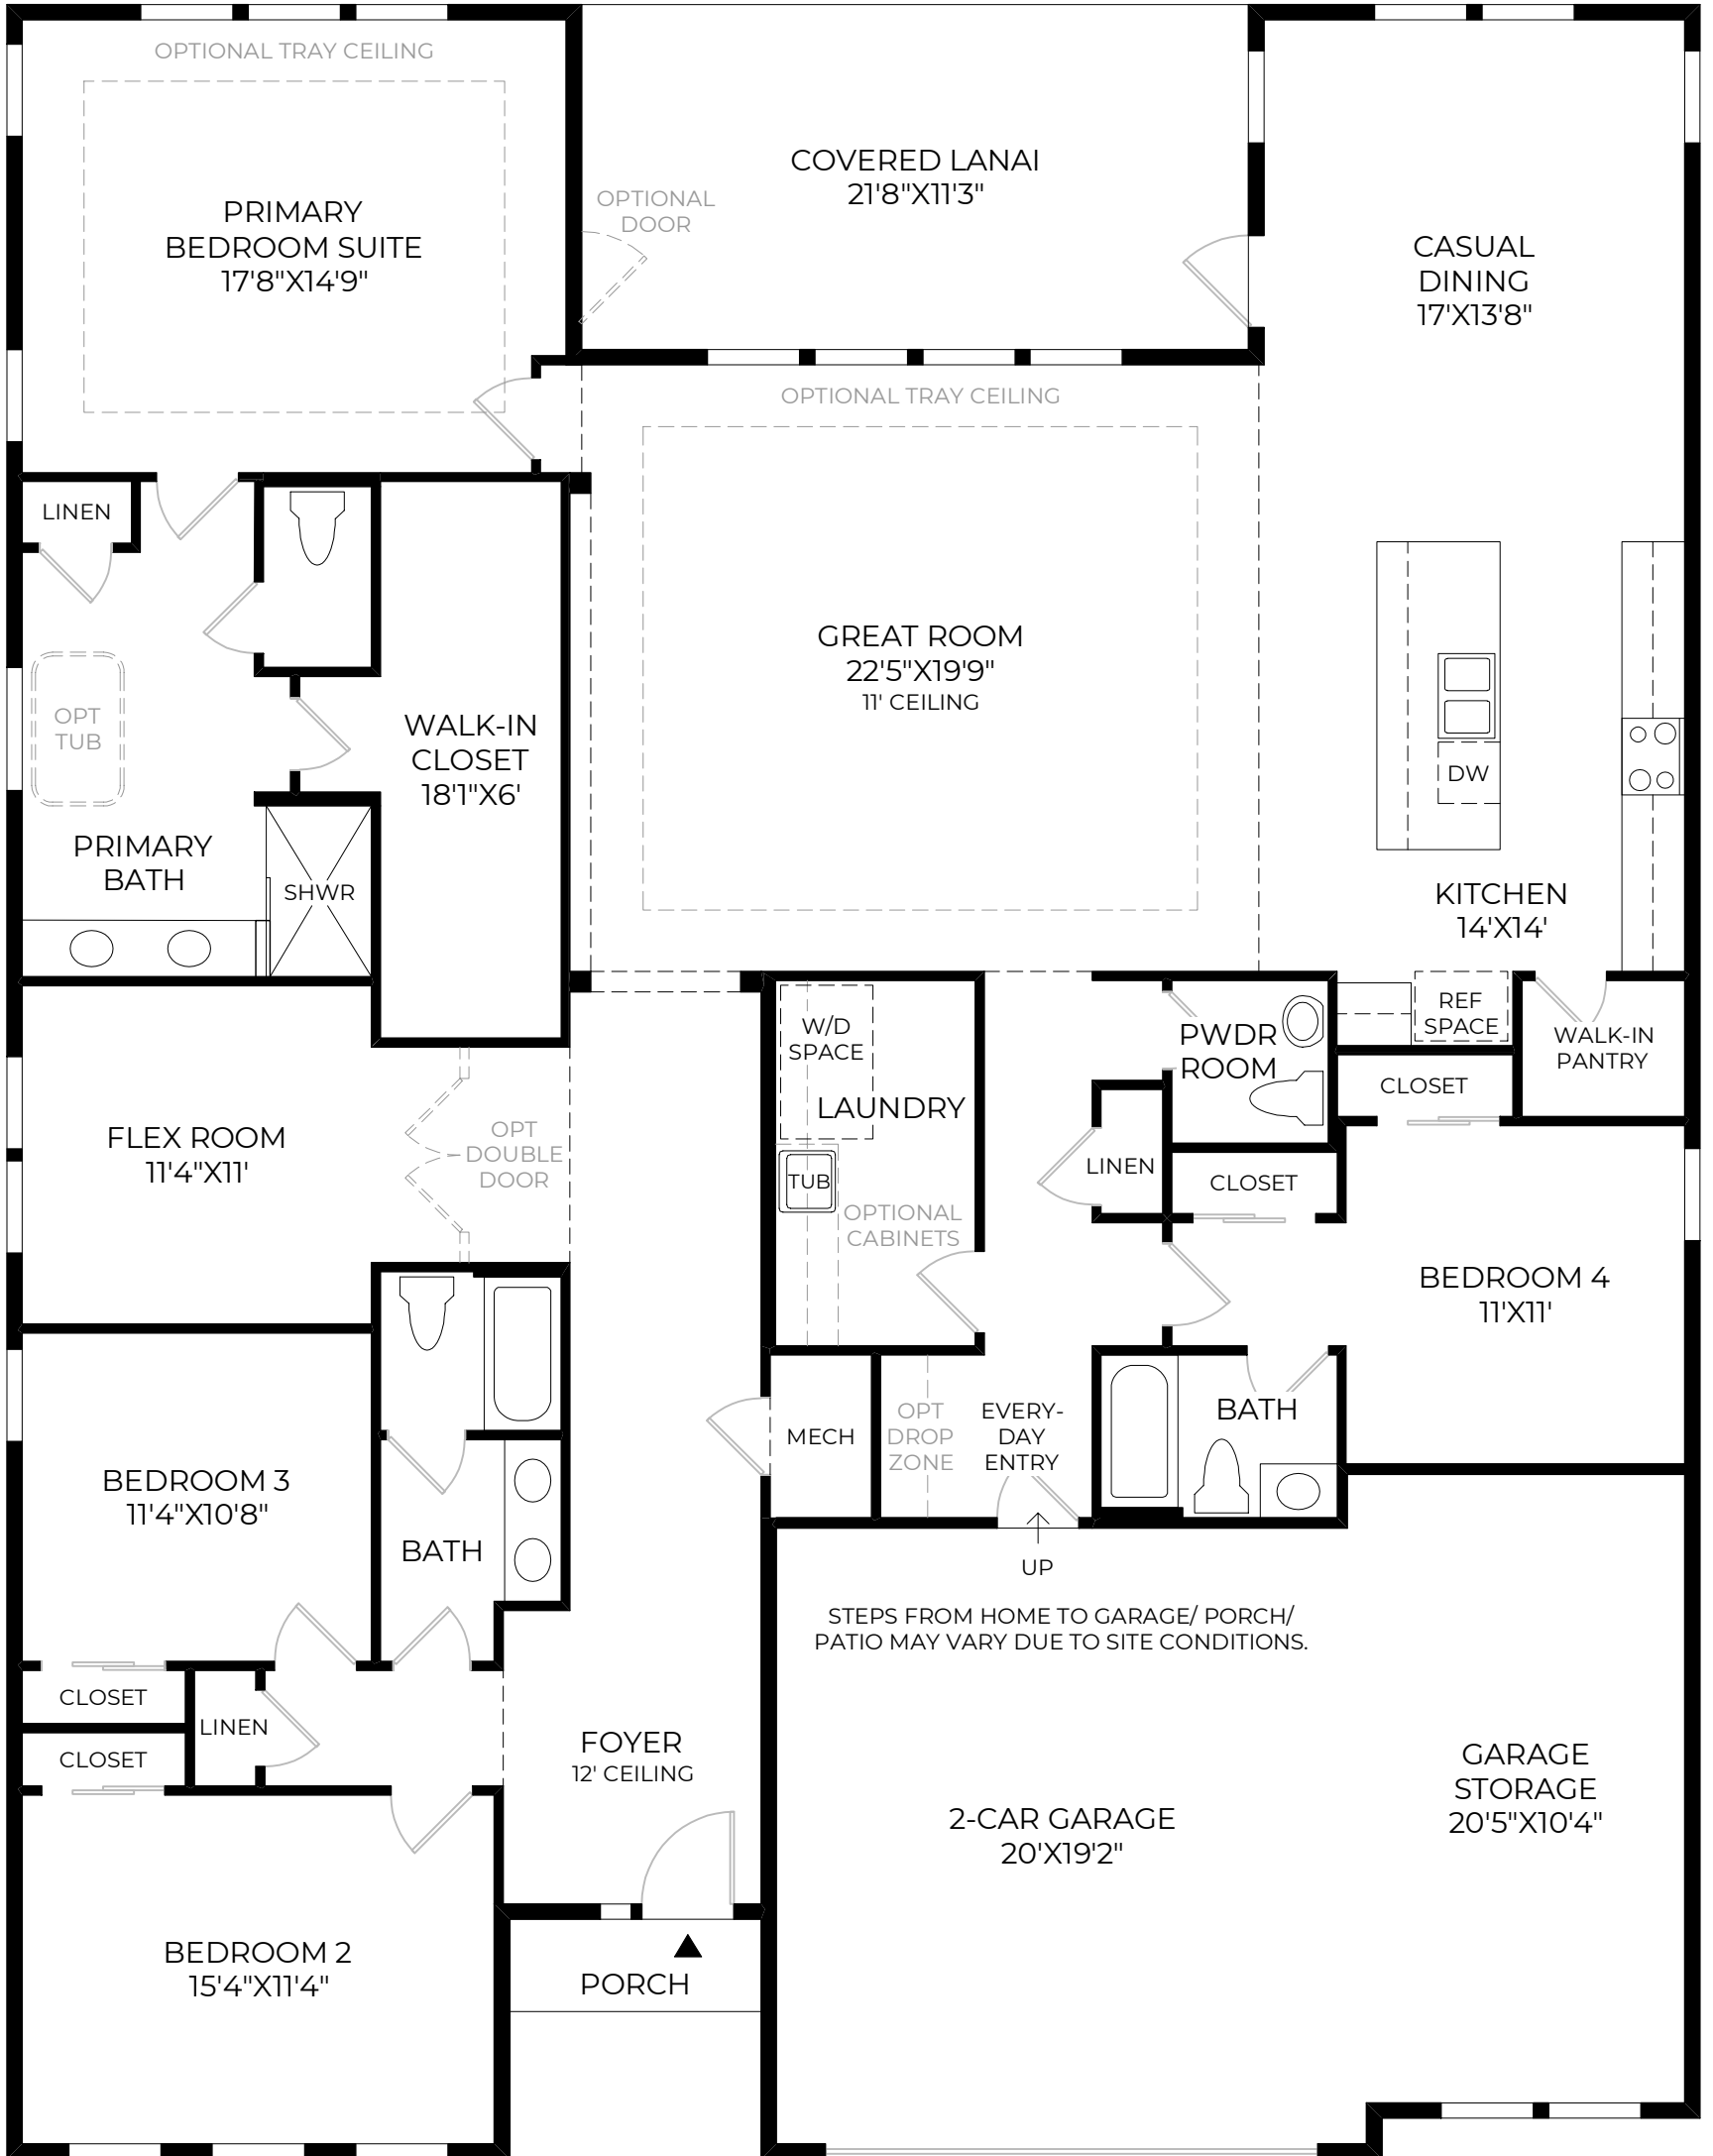 OPTIONAL TRAY CEILING
PRIMARY
BEDROOM SUITE
17'8"X14'9"
OPTIONAL
DOOR
COVERED LANAI
21'8"X11'3"
CASUAL
DINING
17'X13'8"
OPTIONAL TRAY CEILING
LINEN
OPT
TUB
PRIMARY
BATH
SHWR
WALK-IN
CLOSET
18'1"X6'
GREAT ROOM
22'5"X19'9"
11' CEILING
DW
KITCHEN
14'X14'
REF
SPACE
WALK-IN
PANTRY
W/D
SPACE
LAUNDRY
TUB
OPTIONAL
CABINETS
PWDR
ROOM
LINEN
CLOSET
CLOSET
FLEX ROOM
11'4"X11'
OPT
DOUBLE
DOOR
BEDROOM 4
11'X11'
BATH
MECH
OPT
DROP
ZONE
EVERY-
DAY
ENTRY
UP
BEDROOM 3
11'4"X10'8"
BATH
STEPS FROM HOME TO GARAGE/ PORCH/
PATIO MAY VARY DUE TO SITE CONDITIONS.
CLOSET
LINEN
CLOSET
FOYER
12' CEILING
2-CAR GARAGE
20'X19'2"
GARAGE
STORAGE
20'5"X10'4"
BEDROOM 2
15'4"X11'4"
PORCH